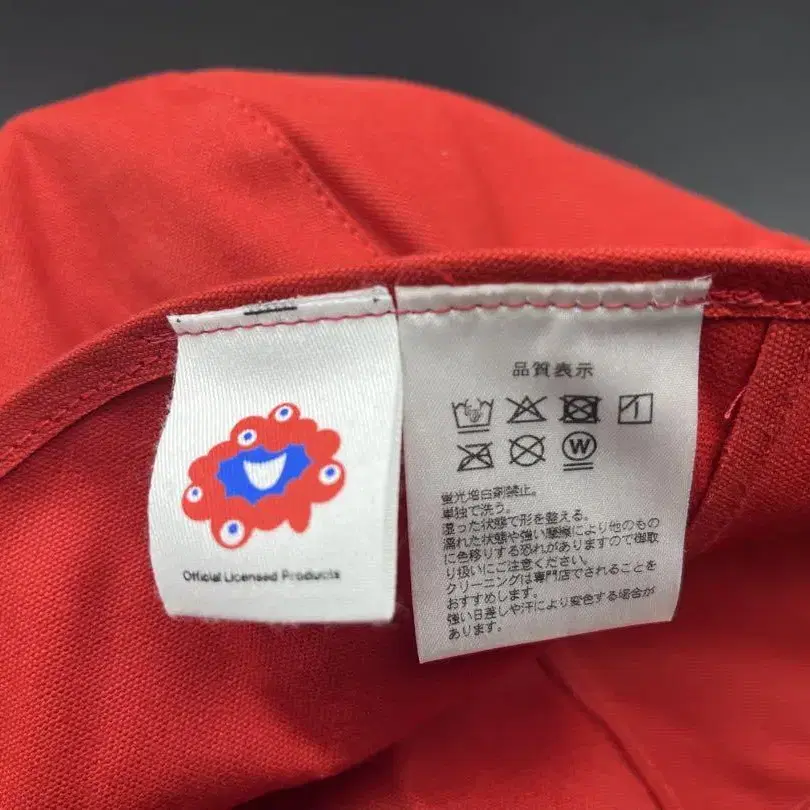 Official Licensed Products
品質表示
W
蛍光増白剤禁止。
単独で洗う。
湿った状態で形を整える。
濡れた状態や強い摩擦により他のもの
に色移りする恐れがありますので御取
り扱いにご注意ください。
クリーニングは専門店でされることを
おすすめします。
強い日差しや汗により変色する場合が
あります。